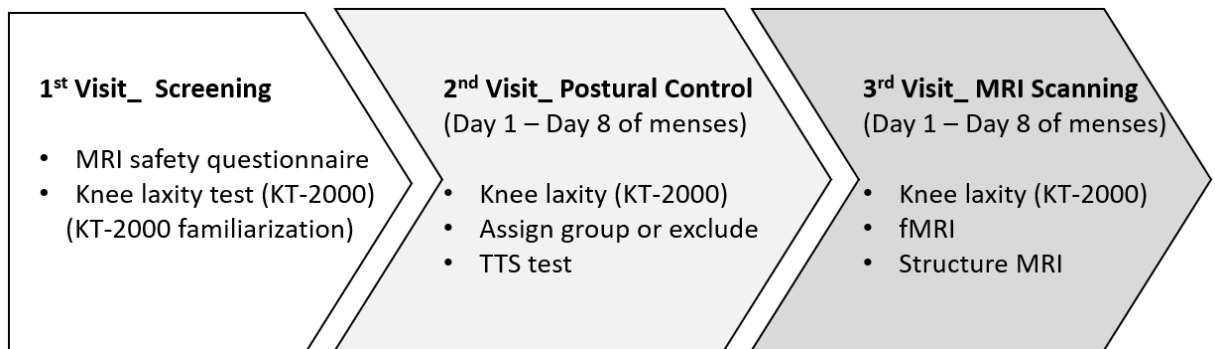 1st Visit_ Screening
• MRI safety questionnaire
• Knee laxity test (KT-2000)
(KT-2000 familiarization)
2nd Visit_ Postural Control
(Day 1 – Day 8 of menses)
• Knee laxity (KT-2000)
• Assign group or exclude
• TTS test
3rd Visit_ MRI Scanning
(Day 1 – Day 8 of menses)
• Knee laxity (KT-2000)
• fMRI
• Structure MRI